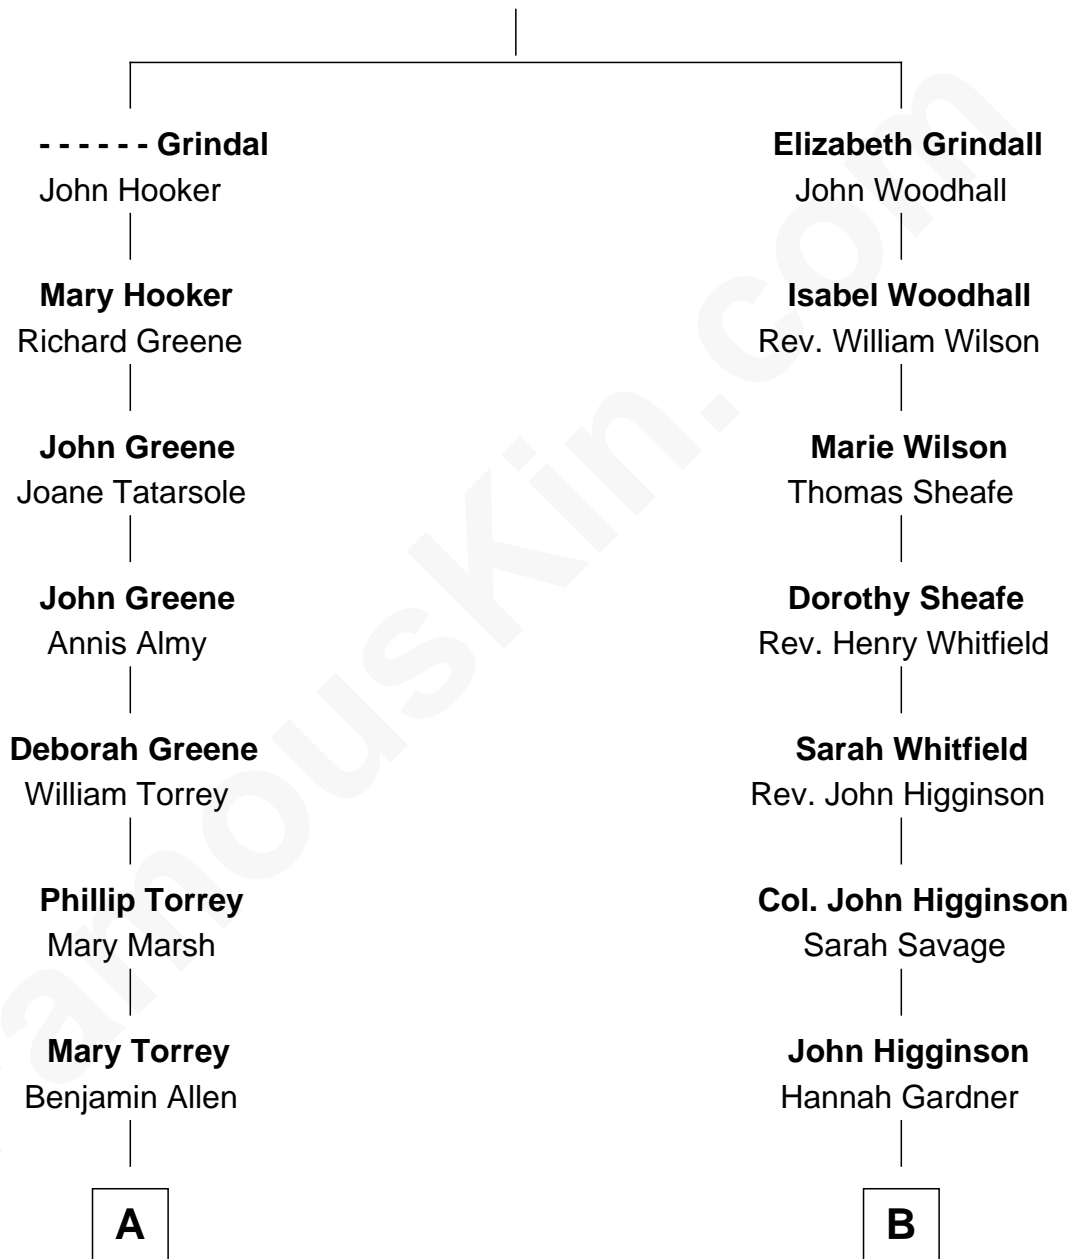 - - - - - - Grindal
John Hooker
Mary Hooker
Richard Greene
John Greene
Joane Tatarsole
John Greene
Annis Almy
Deborah Greene
William Torrey
Phillip Torrey
Mary Marsh
Mary Torrey
Benjamin Allen
A
Elizabeth Grindall
John Woodhall
Isabel Woodhall
Rev. William Wilson
Marie Wilson
Thomas Sheafe
Dorothy Sheafe
Rev. Henry Whitfield
Sarah Whitfield
Rev. John Higginson
Col. John Higginson
Sarah Savage
John Higginson
Hannah Gardner
B
amousKin.com